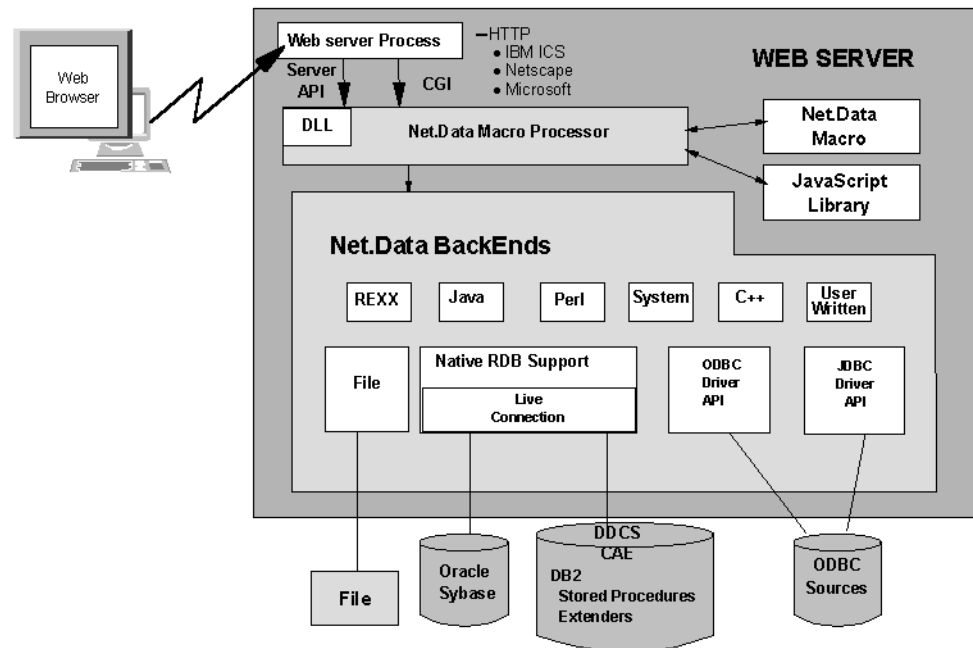 Web
Browser
Web server Process
–HTTP
● IBM ICS
● Netscape
● Microsoft
WEB SERVER
Server
API
CGI
DLL
Net.Data Macro Processor
Net.Data
Macro
JavaScript
Library
Net.Data BackEnds
REXX
Java
Perl
System
C++
User
Written
File
Native RDB Support
Live
Connection
ODBC
Driver
API
JDBC
Driver
API
File
Oracle
Sybase
DDCS
CAE
DB2
Stored Procedures
Extenders
ODBC
Sources